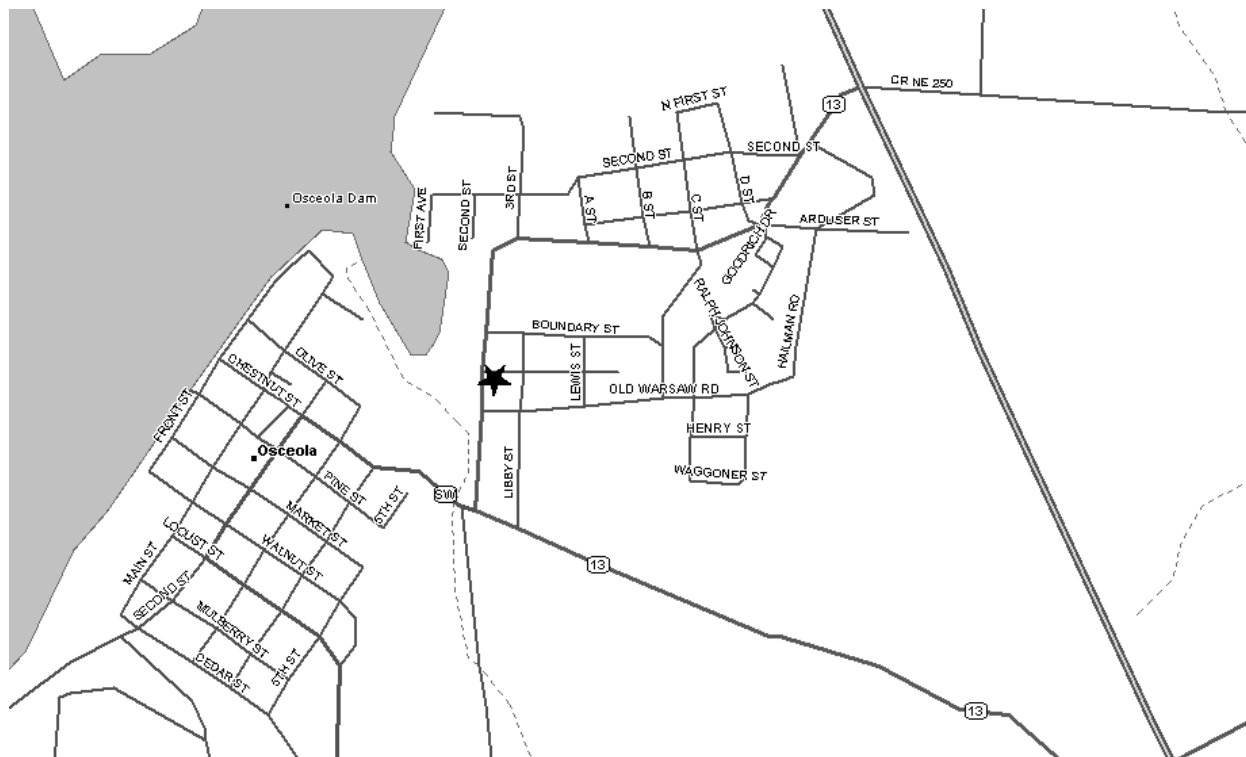 CR NE 250
N FIRST ST
13
SECOND ST
SECOND ST
Osceola Dam
FIRST AVE
SECOND ST
3RD ST
A ST
B ST
C ST
D ST
ARDUSER ST
GOODRICH DR
RALPH JOHNSON ST
HAILMAN RD
BOUNDARY ST
LEWIS ST
OLD WARSAW RD
OLIVE ST
CHESTNUT ST
FRONT ST
Osceola
HENRY ST
WAGGONER ST
LIBBY ST
PINE ST
5TH ST
SW
MARKET ST
WALNUT ST
LOCUST ST
MAIN ST
SECOND ST
13
MULBERRY ST
CEDAR ST
5TH ST
13